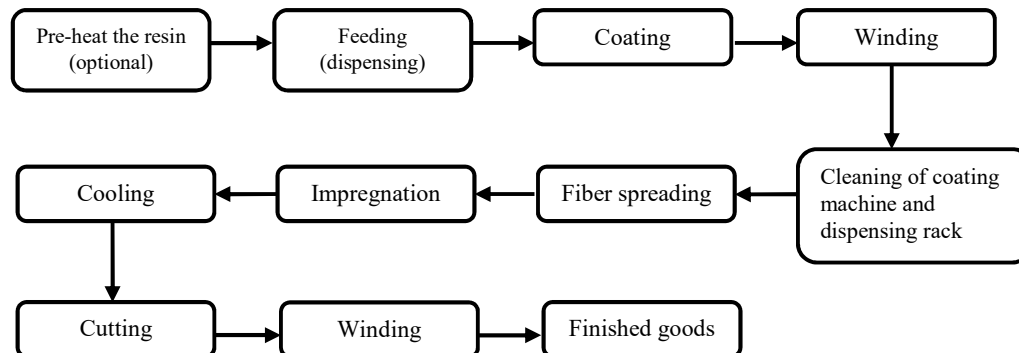 Pre-heat the resin
(optional)
Feeding
(dispensing)
Coating
Winding
Cleaning of coating
machine and
dispensing rack
Fiber spreading
Impregnation
Cooling
Cutting
Winding
Finished goods